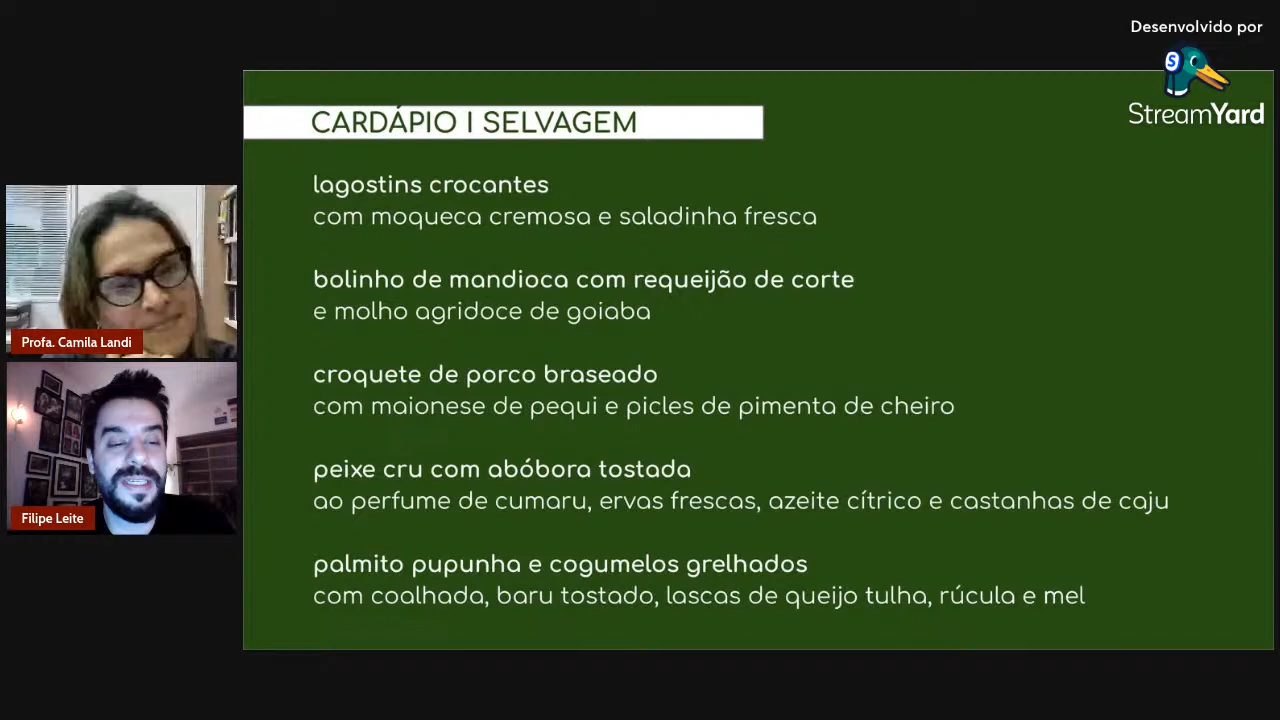 Desenvolvido por
StreamYard
CARDÁPIO I SELVAGEM
lagostins crocantes
com moqueca cremosa e saladinha fresca
bolinho de mandioca com requeijão de corte
e molho agridoce de goiaba
croquete de porco braseado
com maionese de pequi e picles de pimenta de cheiro
peixe cru com abóbora tostada
ao perfume de cumaru, ervas frescas, azeite cítrico e castanhas de caju
palmito pupunha e cogumelos grelhados
com coalhada, baru tostado, lascas de queijo tulha, rúcula e mel
Profa. Camila Landi
Filipe Leite